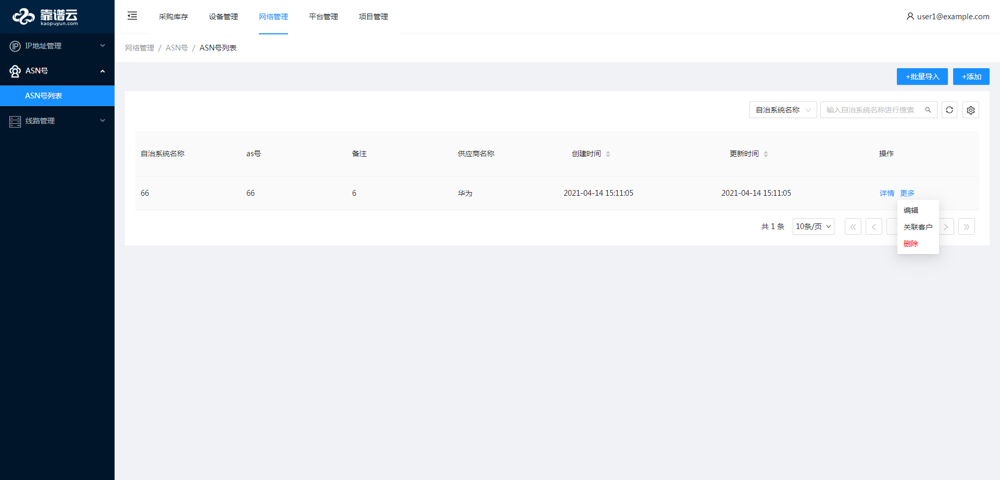 靠谱云
kaopuyun.com
采购库存 设备管理 网络管理 平台管理 项目管理
user1@example.com
IP地址管理
ASN号
ASN号列表
线路管理
网络管理 / ASN号 / ASN号列表
+批量导入 +添加
自治系统名称 输入自治系统名称进行搜索
自治系统名称 as号 备注 供应商名称 创建时间 更新时间 操作
66 66 6 华为 2021-04-14 15:11:05 2021-04-14 15:11:05 详情 更多
编辑
关联客户
删除
共 1 条 10条/页